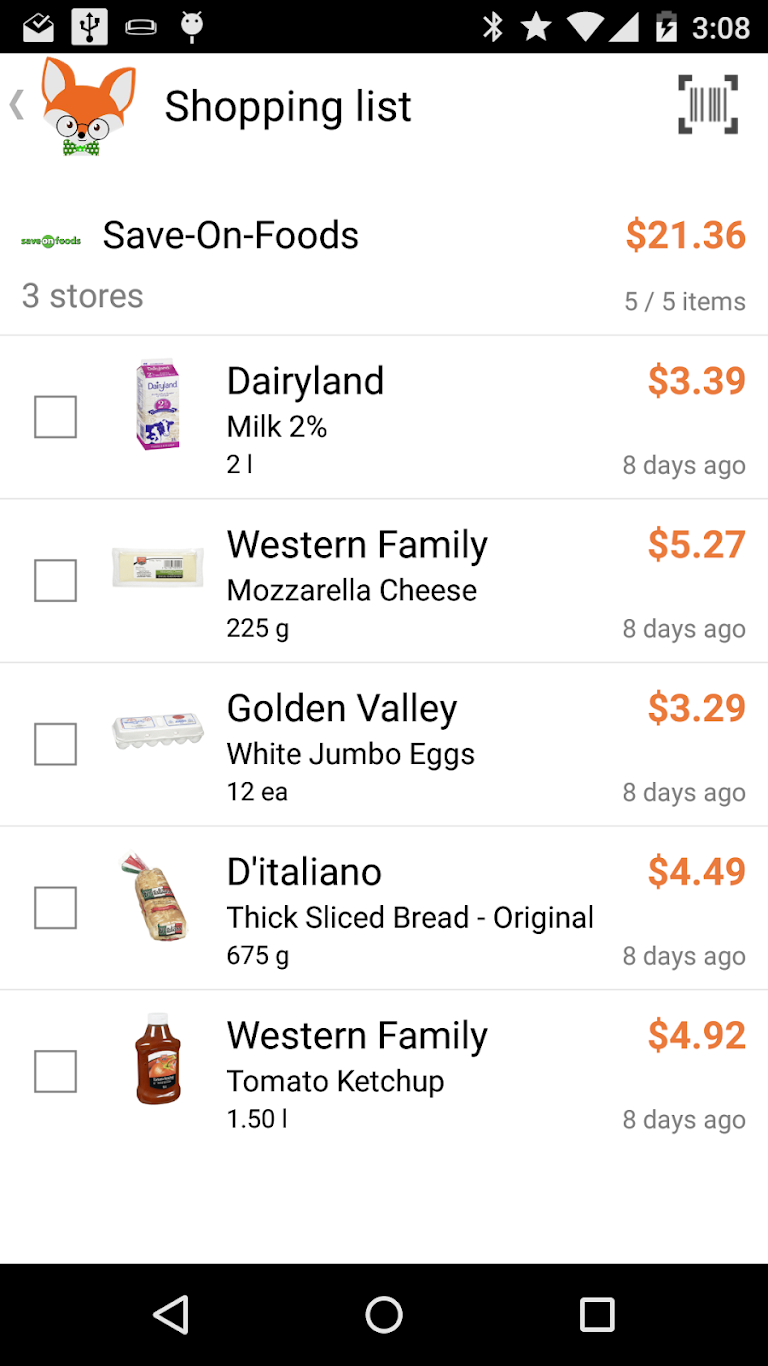 3:08
Shopping list
save on foods
Save-On-Foods
$21.36
3 stores
5 / 5 items
Dairyland
$3.39
Milk 2%
2 l
8 days ago
Dairyland
2%
Western Family
$5.27
Mozzarella Cheese
225 g
8 days ago
Golden Valley
$3.29
White Jumbo Eggs
12 ea
8 days ago
D'italiano
$4.49
Thick Sliced Bread - Original
675 g
8 days ago
Western Family
$4.92
Tomato Ketchup
1.50 l
8 days ago